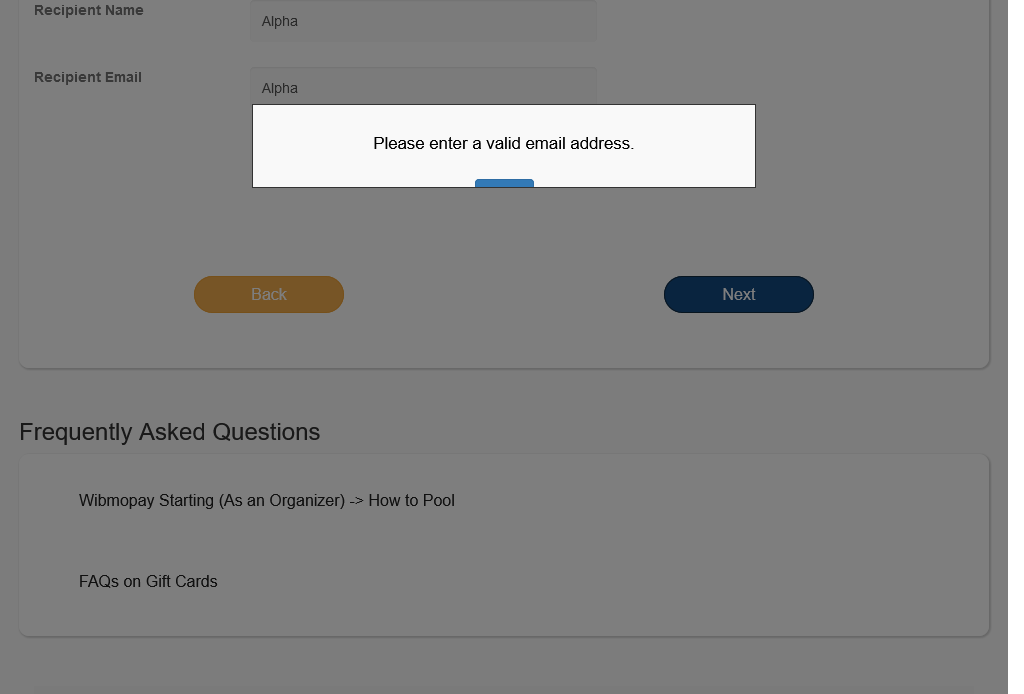 Recipient Name
Alpha
Recipient Email
Alpha
Please enter a valid email address.
Back
Next
Frequently Asked Questions
Wibmopay Starting (As an Organizer) -> How to Pool
FAQs on Gift Cards